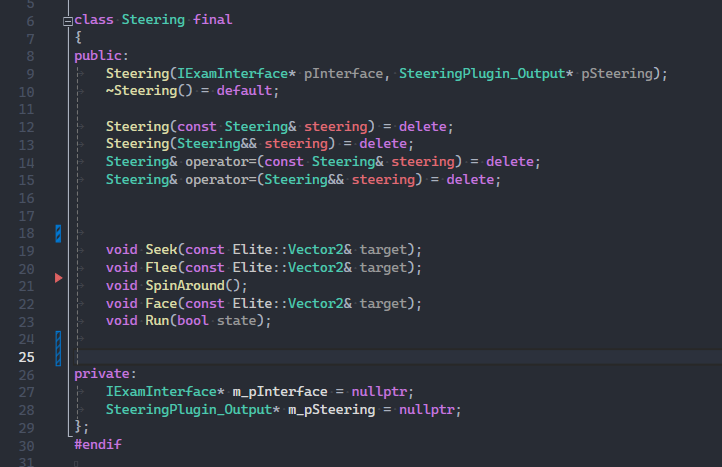 5
6 class Steering final
7 {
8 public:
9 Steering(IExamInterface* pInterface, SteeringPlugin_Output* pSteering);
10 ~Steering() = default;
11
12 Steering(const Steering& steering) = delete;
13 Steering(Steering&& steering) = delete;
14 Steering& operator=(const Steering& steering) = delete;
15 Steering& operator=(Steering&& steering) = delete;
16
17
18
19 void Seek(const Elite::Vector2& target);
20 void Flee(const Elite::Vector2& target);
21 void SpinAround();
22 void Face(const Elite::Vector2& target);
23 void Run(bool state);
24
25
26 private:
27 IExamInterface* m_pInterface = nullptr;
28 SteeringPlugin_Output* m_pSteering = nullptr;
29 };
30 #endif
31